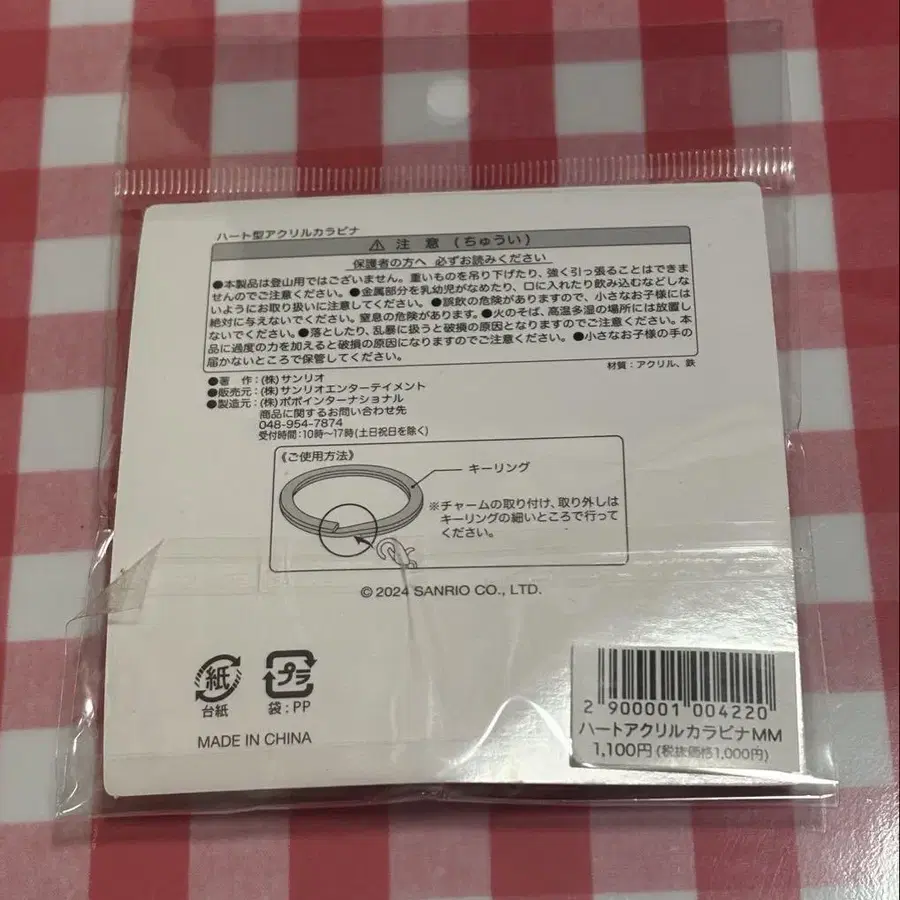 ハート型アクリルカラビナ
⚠ 注 意 (ちゅうい)
保護者の方へ 必ずお読みください
●本製品は登山用ではございません。重いものを吊り下げたり、強く引っ張ることはできま
せんのでご注意ください。●金属部分を乳幼児がなめたり、口に入れたり飲み込むなどしな
いようにお取り扱いに注意してください。●誤飲の危険がありますので、小さなお子様には
絶対に与えないでください。窒息の危険があります。●火のそば、高温多湿の場所には放置し
ないでください。●落としたり、乱暴に扱うと破損の原因となりますのでご注意ください。本
品に過度の力を加えると破損の原因になりますのでご注意ください。●小さなお子様の手の
届かないところで保管してください。
材質：アクリル、鉄
●著 作：(株)サンリオ
●販売元：(株)サンリオエンターテイメント
●製造元：(株)ポポインターナショナル
商品に関するお問い合わせ先
048-954-7874
受付時間：10時〜17時(土日祝日を除く)
《ご使用方法》
キーリング
※チャームの取り付け、取り外しは
キーリングの細いところで行って
ください。
© 2024 SANRIO CO., LTD.
紙
台紙
プラ
袋：PP
MADE IN CHINA
2 900001 004220
ハートアクリルカラビナMM
1,100円(税抜価格1,000円)